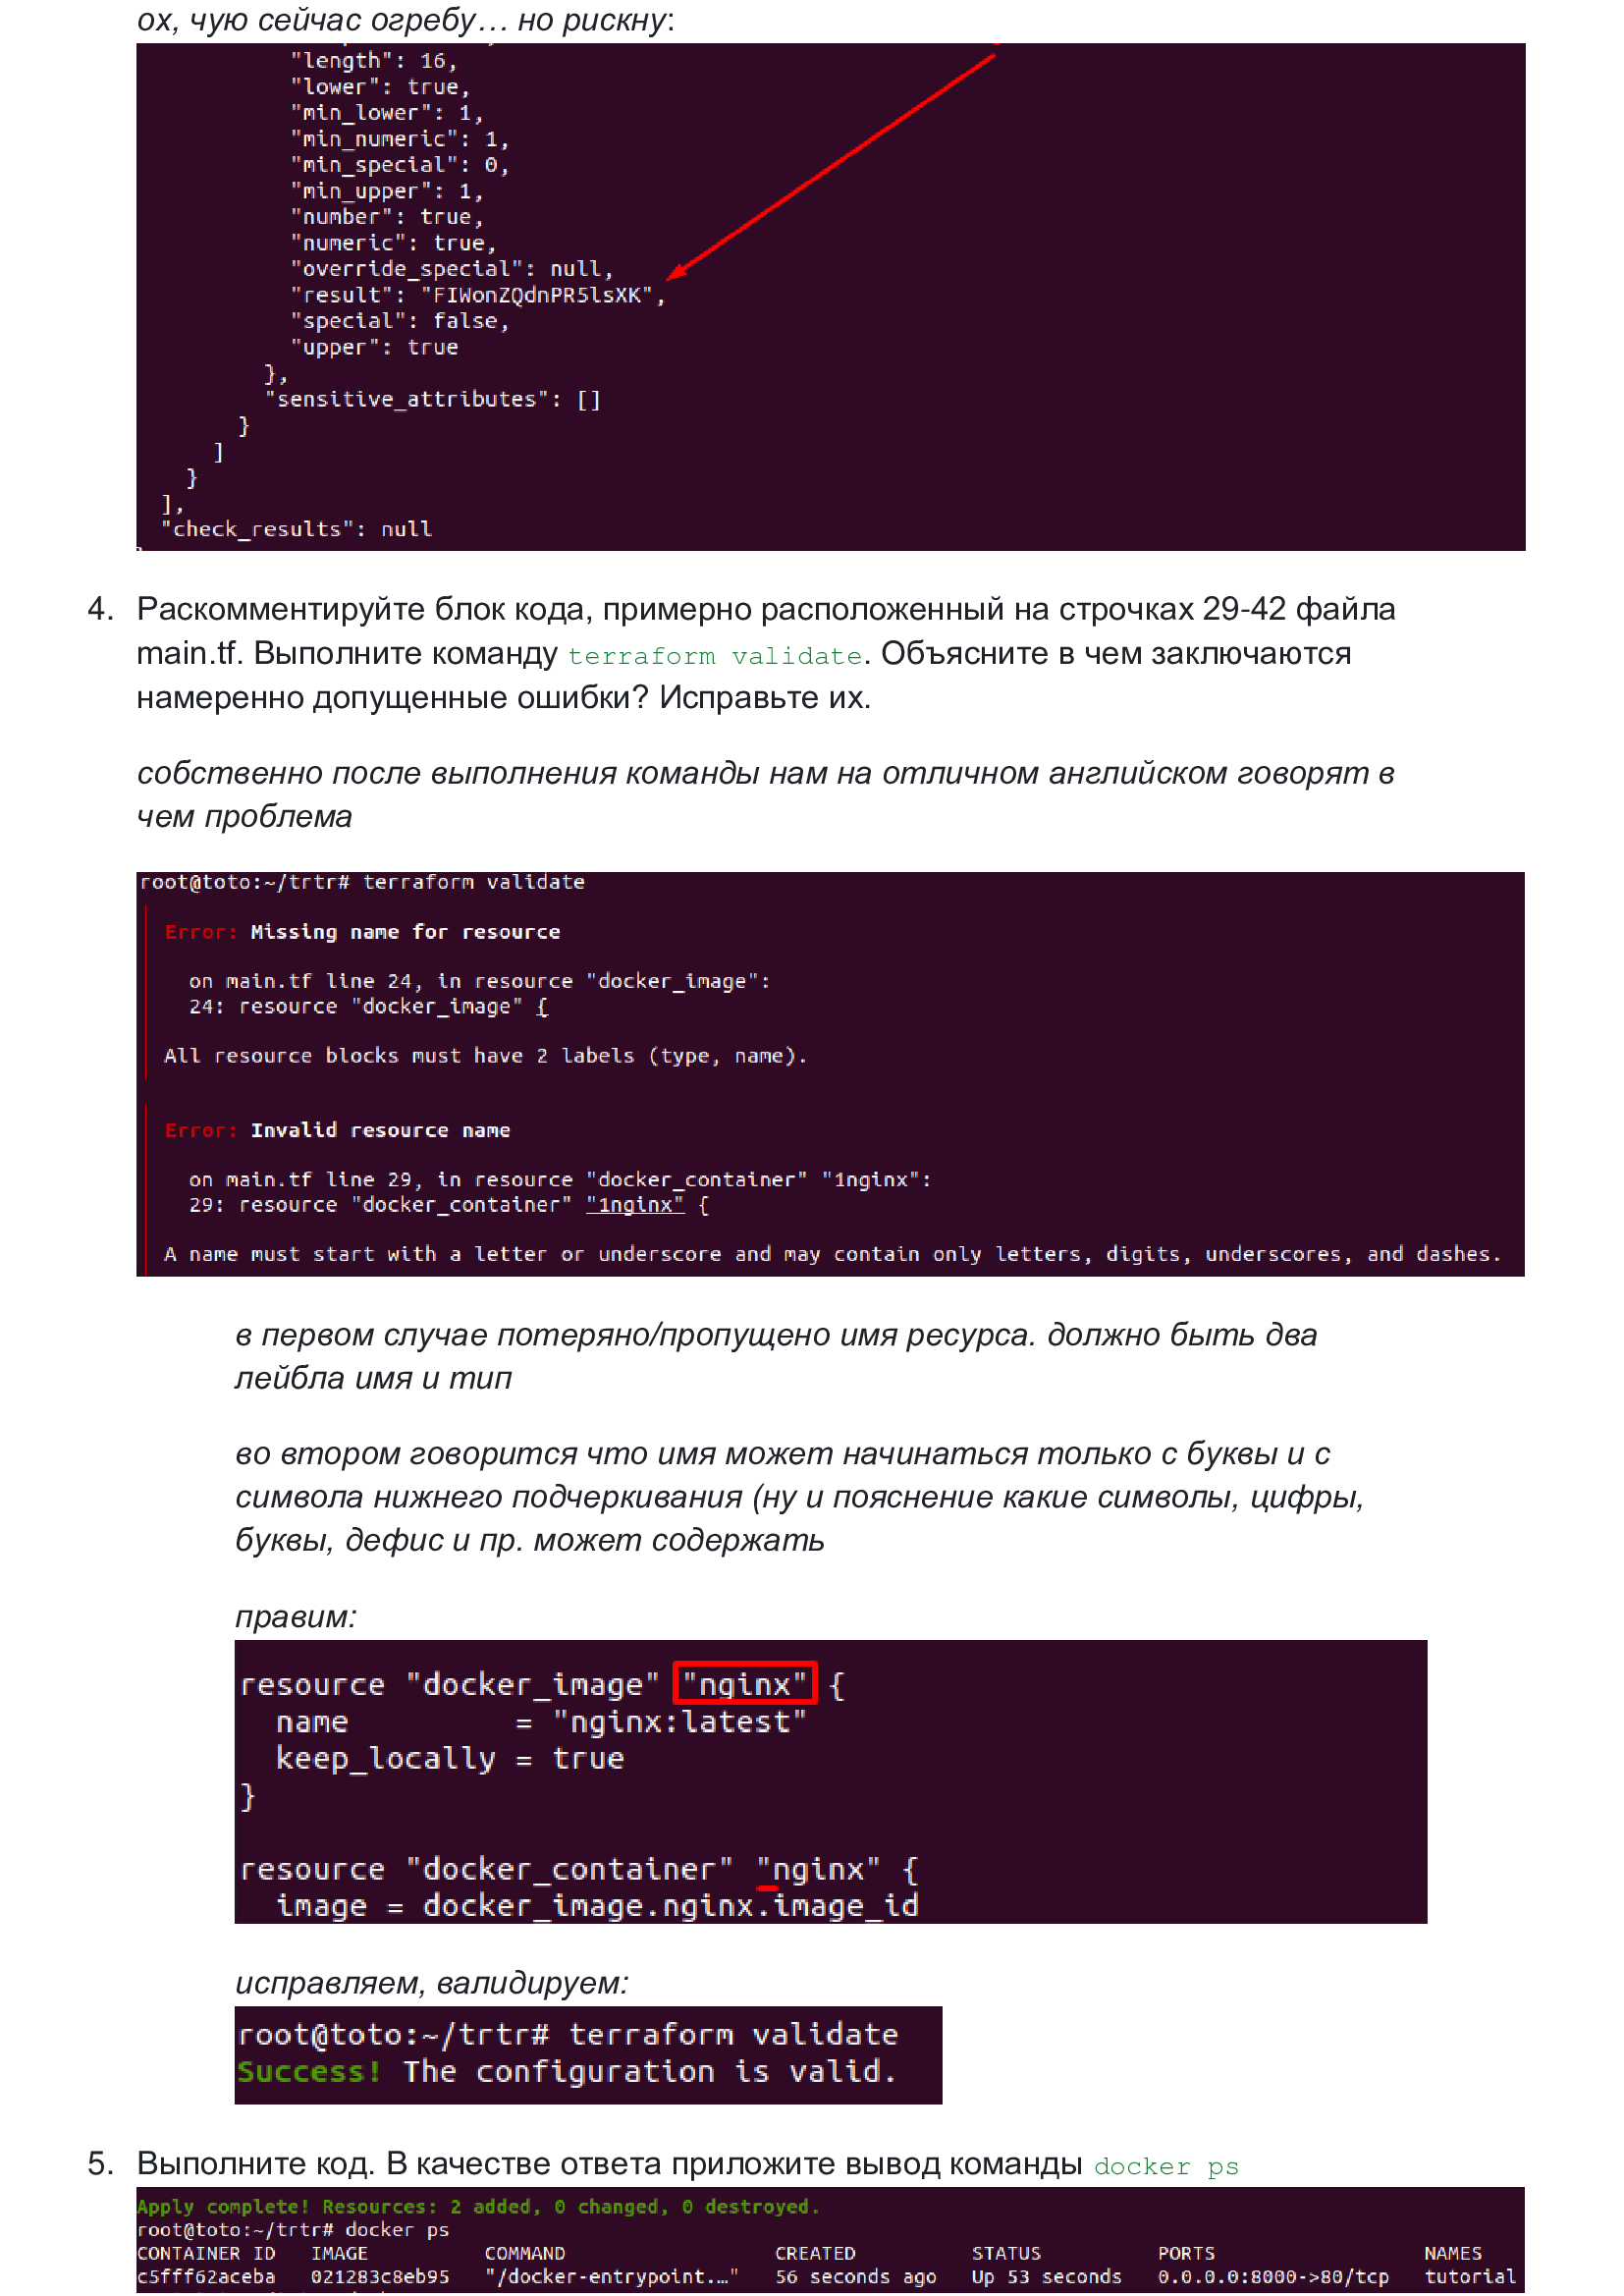 ох, чую сейчас огребу… но рискну:
"length": 16,
"lower": true,
"min_lower": 1,
"min_numeric": 1,
"min_special": 0,
"min_upper": 1,
"number": true,
"numeric": true,
"override_special": null,
"result": "FIWonZQdnPR5lsXK",
"special": false,
"upper": true
},
"sensitive_attributes": []
}
]
}
],
"check_results": null
4. Раскомментируйте блок кода, примерно расположенный на строчках 29-42 файла
main.tf. Выполните команду terraform validate. Объясните в чем заключаются
намеренно допущенные ошибки? Исправьте их.
собственно после выполнения команды нам на отличном английском говорят в
чем проблема
root@toto:~/trtr# terraform validate
Error: Missing name for resource
on main.tf line 24, in resource "docker_image":
24: resource "docker_image" {
All resource blocks must have 2 labels (type, name).
Error: Invalid resource name
on main.tf line 29, in resource "docker_container" "1nginx":
29: resource "docker_container" "1nginx" {
A name must start with a letter or underscore and may contain only letters, digits, underscores, and dashes.
в первом случае потеряно/пропущено имя ресурса. должно быть два
лейбла имя и тип
во втором говорится что имя может начинаться только с буквы и с
символа нижнего подчеркивания (ну и пояснение какие символы, цифры,
буквы, дефис и пр. может содержать
правим:
resource "docker_image" "nginx" {
name = "nginx:latest"
keep_locally = true
}
resource "docker_container" "nginx" {
image = docker_image.nginx.image_id
исправляем, валидируем:
root@toto:~/trtr# terraform validate
Success! The configuration is valid.
5. Выполните код. В качестве ответа приложите вывод команды docker ps
Apply complete! Resources: 2 added, 0 changed, 0 destroyed.
root@toto:~/trtr# docker ps
CONTAINER ID IMAGE COMMAND CREATED STATUS PORTS NAMES
c5fff62aceba 021283c8eb95 "/docker-entrypoint.…" 56 seconds ago Up 53 seconds 0.0.0.0:8000->80/tcp tutorial